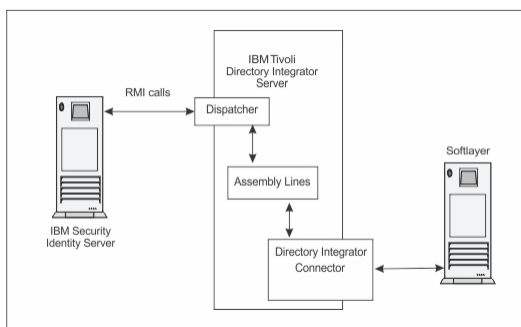 IBM Tivoli
Directory Integrator
Server
RMI calls
Dispatcher
Softlayer
Assembly Lines
IBM Security
Identity Server
Directory Integrator
Connector